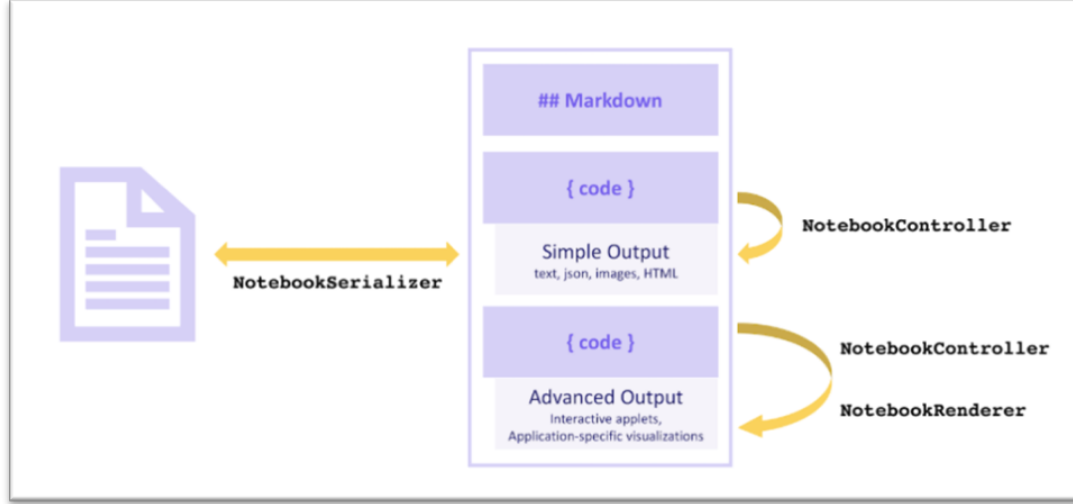 ## Markdown
{ code }
Simple Output
text, json, images, HTML
NotebookController
NotebookSerializer
{ code }
Advanced Output
Interactive applets,
Application-specific visualizations
NotebookController
NotebookRenderer